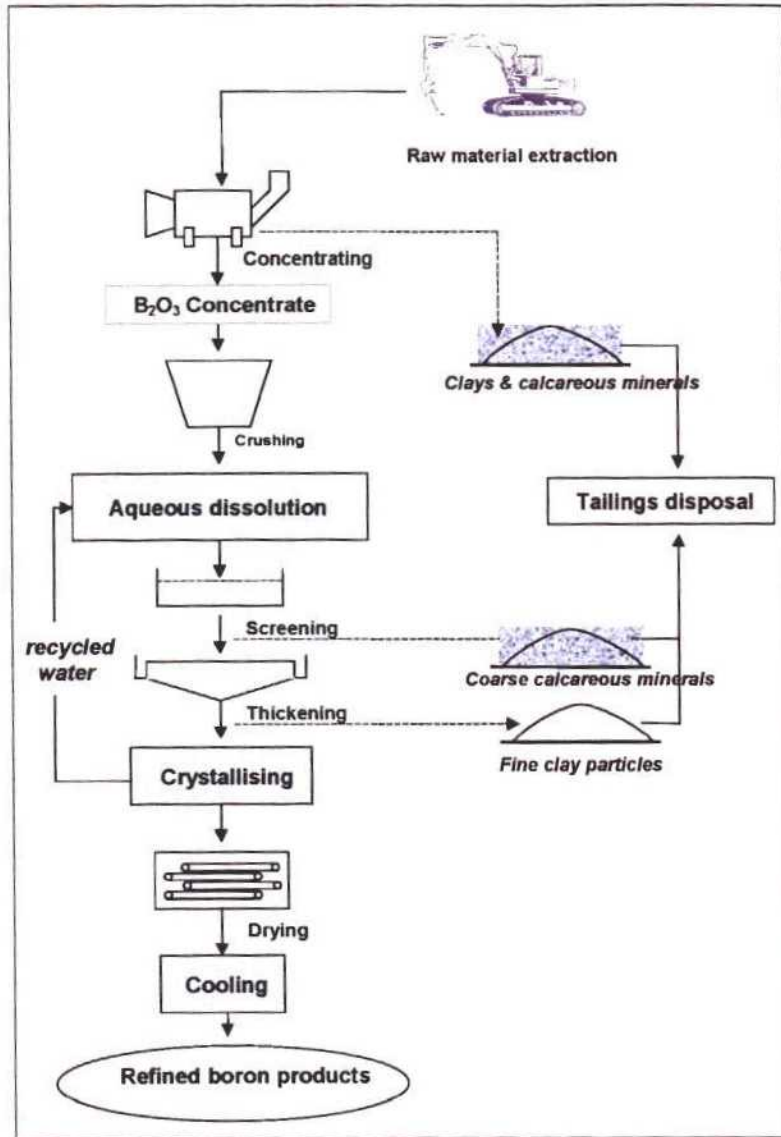 Raw material extraction
Concentrating
B₂O₃ Concentrate
Clays & calcareous minerals
Crushing
Aqueous dissolution
Tailings disposal
recycled
water
Screening
Coarse calcareous minerals
Thickening
Fine clay particles
Crystallising
Drying
Cooling
Refined boron products